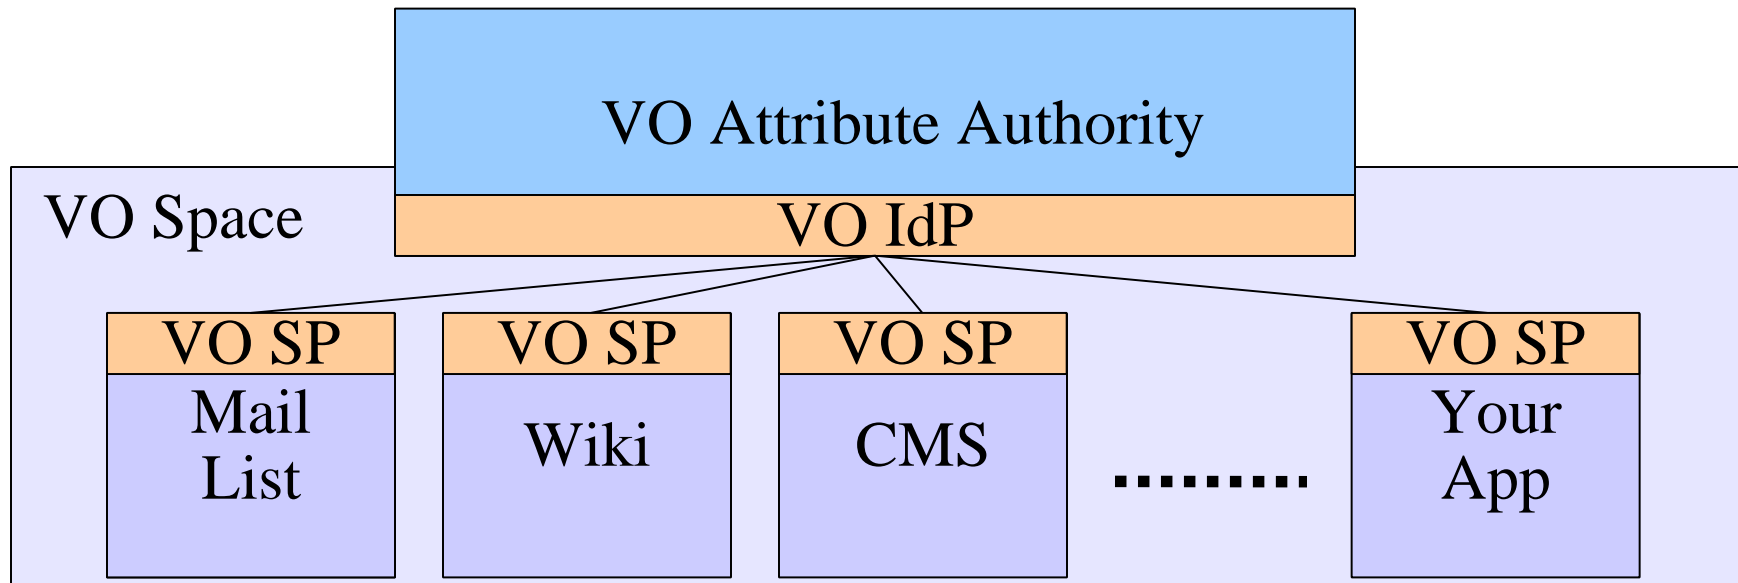 VO Attribute Authority
VO Space
VO IdP
VO SP
VO SP
VO SP
VO SP
Mail
List
Wiki
CMS
Your
App